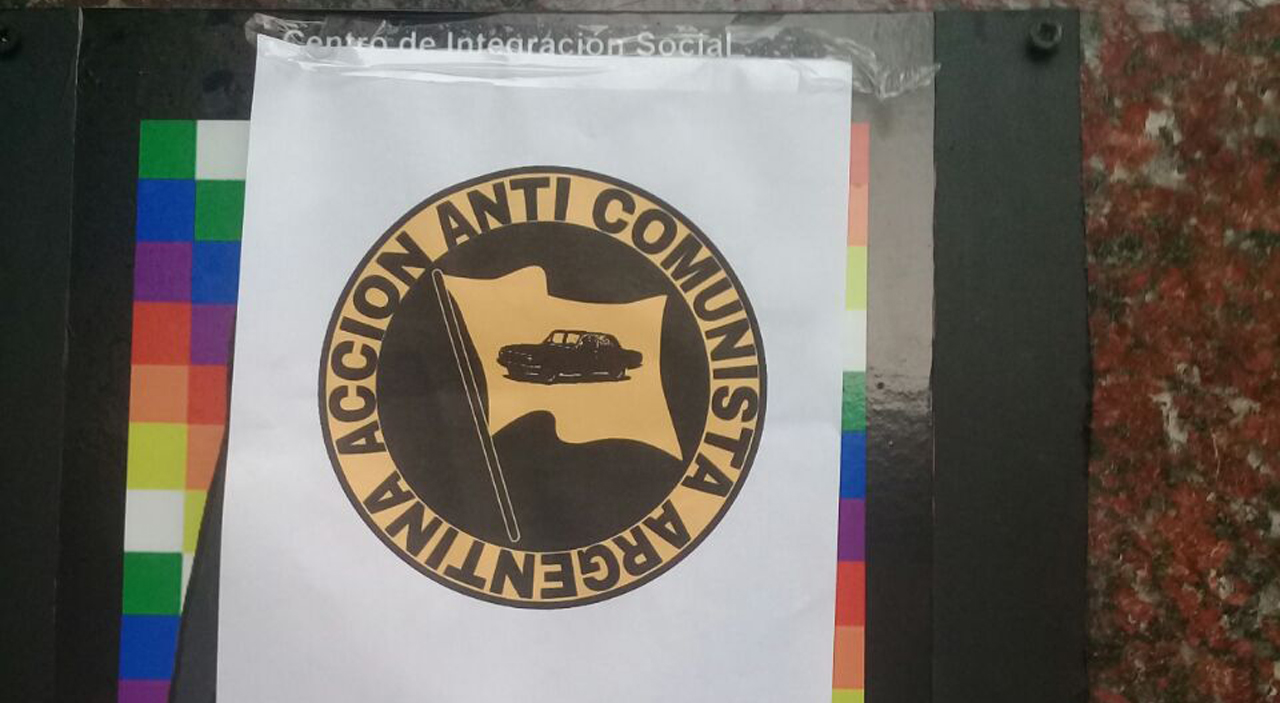 Centro de Integración Social
ACCION ANTI COMUNISTA ARGENTINA